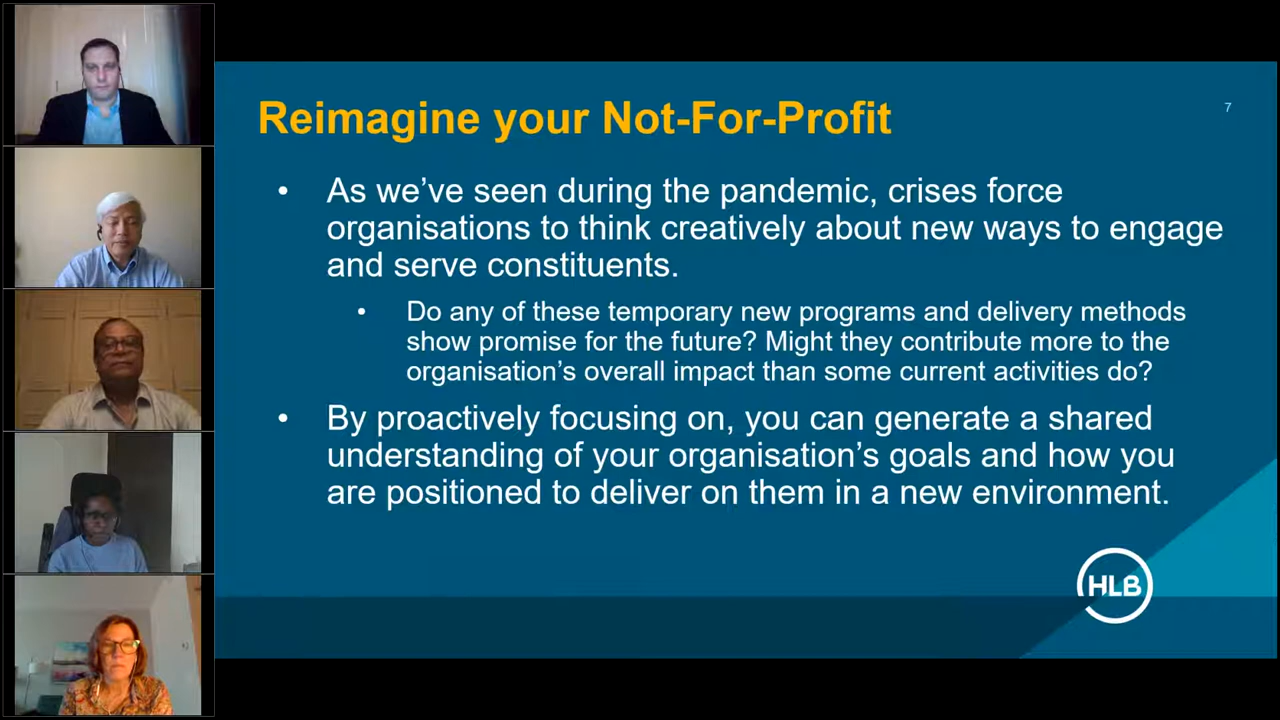 Reimagine your Not-For-Profit
7
• As we’ve seen during the pandemic, crises force
organisations to think creatively about new ways to engage
and serve constituents.
• Do any of these temporary new programs and delivery methods
show promise for the future? Might they contribute more to the
organisation’s overall impact than some current activities do?
• By proactively focusing on, you can generate a shared
understanding of your organisation’s goals and how you
are positioned to deliver on them in a new environment.
HLB